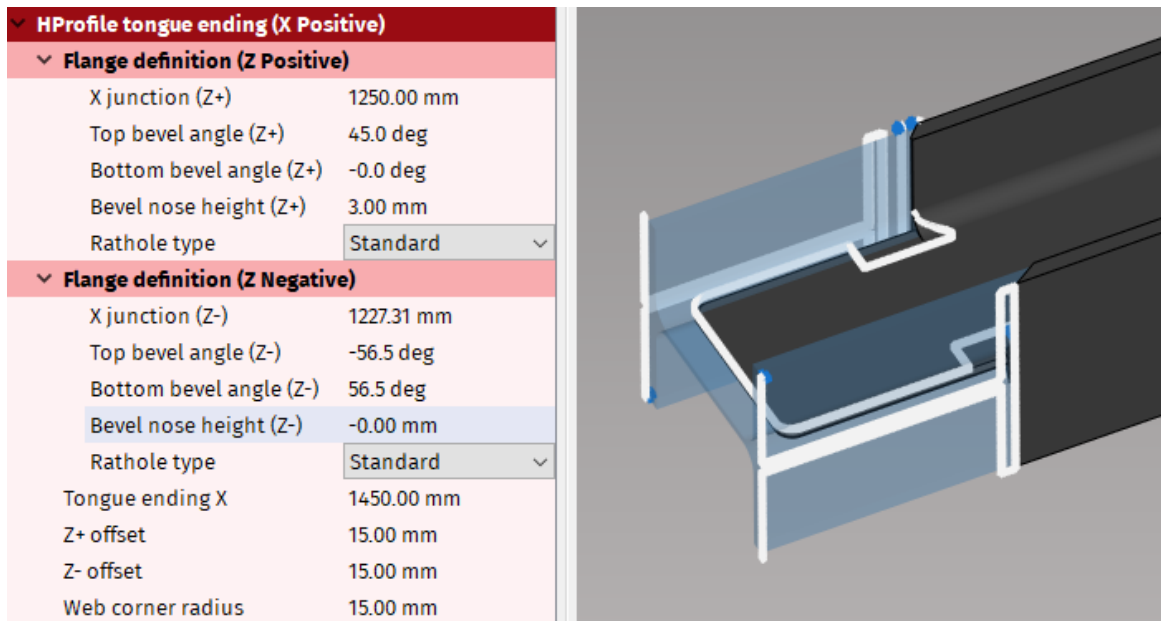 HProfile tongue ending (X Positive)
Flange definition (Z Positive)
X junction (Z+) 1250.00 mm
Top bevel angle (Z+) 45.0 deg
Bottom bevel angle (Z+) -0.0 deg
Bevel nose height (Z+) 3.00 mm
Rathole type Standard
Flange definition (Z Negative)
X junction (Z-) 1227.31 mm
Top bevel angle (Z-) -56.5 deg
Bottom bevel angle (Z-) 56.5 deg
Bevel nose height (Z-) -0.00 mm
Rathole type Standard
Tongue ending X 1450.00 mm
Z+ offset 15.00 mm
Z- offset 15.00 mm
Web corner radius 15.00 mm